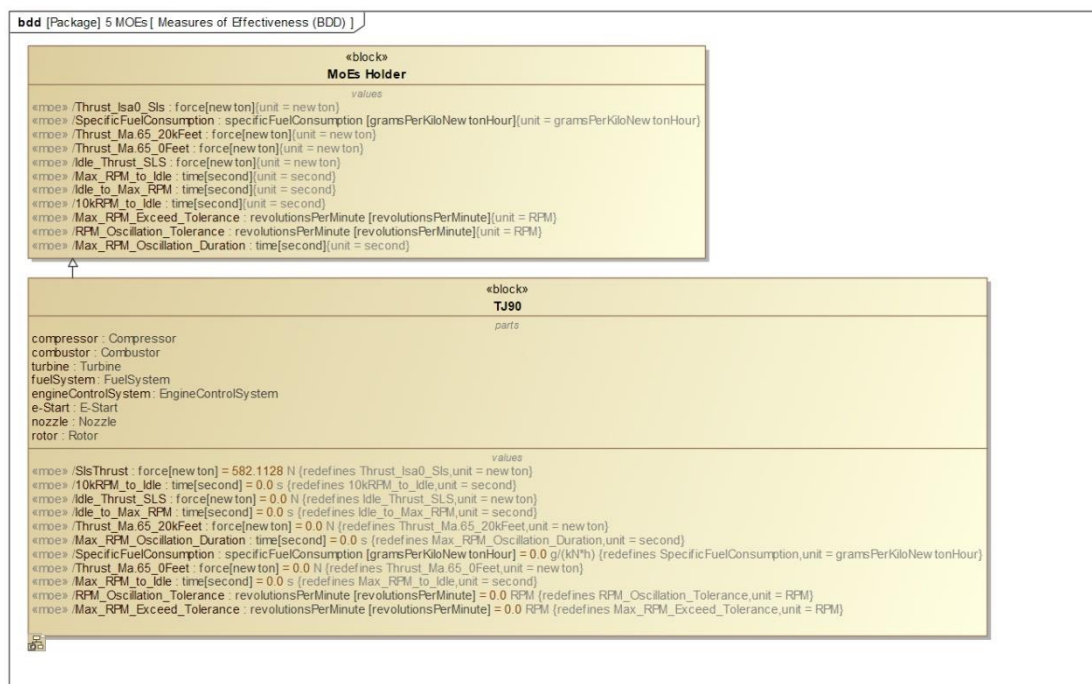 bdd [Package] 5 MOEs[ Measures of Effectiveness (BDD) ]
«block»
MoEs Holder
values
«moe» /Thrust_Isa0_Sls : force[newton]{unit = newton}
«moe» /SpecificFuelConsumption : specificFuelConsumption [gramsPerKiloNewtonHour]{unit = gramsPerKiloNewtonHour}
«moe» /Thrust_Ma.65_20kFeet : force[newton]{unit = newton}
«moe» /Thrust_Ma.65_0Feet : force[newton]{unit = newton}
«moe» /Idle_Thrust_SLS : force[newton]{unit = newton}
«moe» /Max_RPM_to_Idle : time[second]{unit = second}
«moe» /Idle_to_Max_RPM : time[second]{unit = second}
«moe» /10kRPM_to_Idle : time[second]{unit = second}
«moe» /Max_RPM_Exceed_Tolerance : revolutionsPerMinute [revolutionsPerMinute]{unit = RPM}
«moe» /RPM_Oscillation_Tolerance : revolutionsPerMinute [revolutionsPerMinute]{unit = RPM}
«moe» /Max_RPM_Oscillation_Duration : time[second]{unit = second}
«block»
TJ90
parts
compressor : Compressor
combustor : Combustor
turbine : Turbine
fuelSystem : FuelSystem
engineControlSystem : EngineControlSystem
e-Start : E-Start
nozzle : Nozzle
rotor : Rotor
values
«moe» /SlsThrust : force[newton] = 582.1128 N {redefines Thrust_Isa0_Sls,unit = newton}
«moe» /10kRPM_to_Idle : time[second] = 0.0 s {redefines 10kRPM_to_Idle,unit = second}
«moe» /Idle_Thrust_SLS : force[newton] = 0.0 N {redefines Idle_Thrust_SLS,unit = newton}
«moe» /Idle_to_Max_RPM : time[second] = 0.0 s {redefines Idle_to_Max_RPM,unit = second}
«moe» /Thrust_Ma.65_20kFeet : force[newton] = 0.0 N {redefines Thrust_Ma.65_20kFeet,unit = newton}
«moe» /Max_RPM_Oscillation_Duration : time[second] = 0.0 s {redefines Max_RPM_Oscillation_Duration,unit = second}
«moe» /SpecificFuelConsumption : specificFuelConsumption [gramsPerKiloNewtonHour] = 0.0 g/(kN*h) {redefines SpecificFuelConsumption,unit = gramsPerKiloNewtonHour}
«moe» /Thrust_Ma.65_0Feet : force[newton] = 0.0 N {redefines Thrust_Ma.65_0Feet,unit = newton}
«moe» /Max_RPM_to_Idle : time[second] = 0.0 s {redefines Max_RPM_to_Idle,unit = second}
«moe» /RPM_Oscillation_Tolerance : revolutionsPerMinute [revolutionsPerMinute] = 0.0 RPM {redefines RPM_Oscillation_Tolerance,unit = RPM}
«moe» /Max_RPM_Exceed_Tolerance : revolutionsPerMinute [revolutionsPerMinute] = 0.0 RPM {redefines Max_RPM_Exceed_Tolerance,unit = RPM}